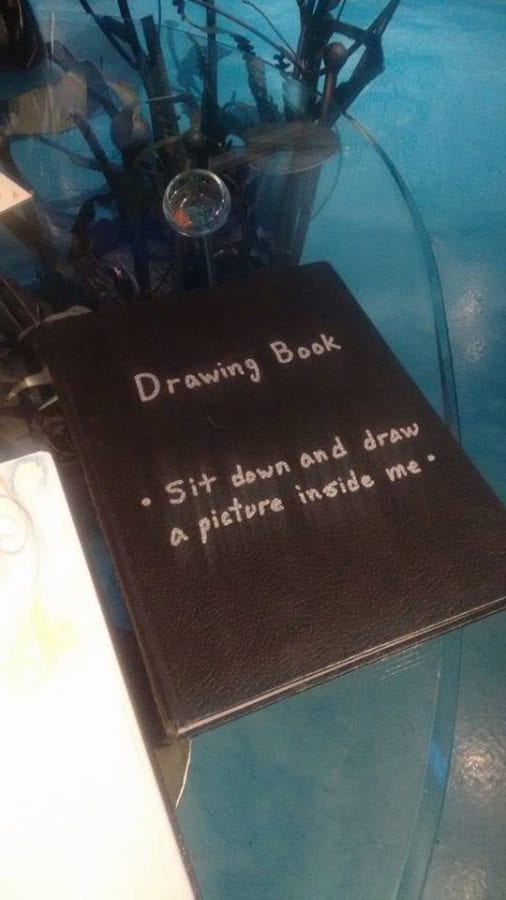 Drawing Book
• Sit down and draw
a picture inside me •